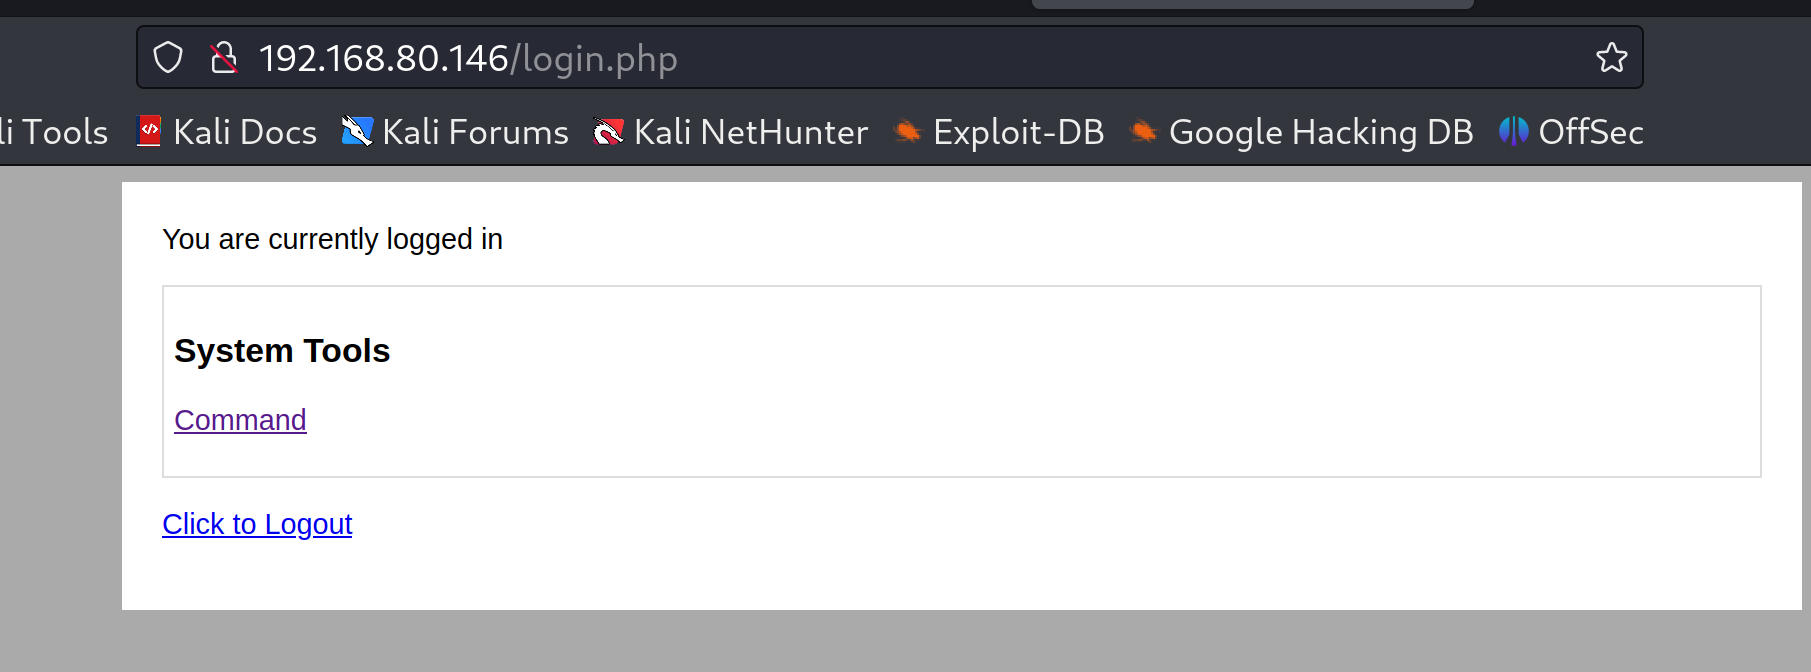 192.168.80.146/login.php
li Tools Kali Docs Kali Forums Kali NetHunter Exploit-DB Google Hacking DB OffSec
You are currently logged in
System Tools
Command
Click to Logout